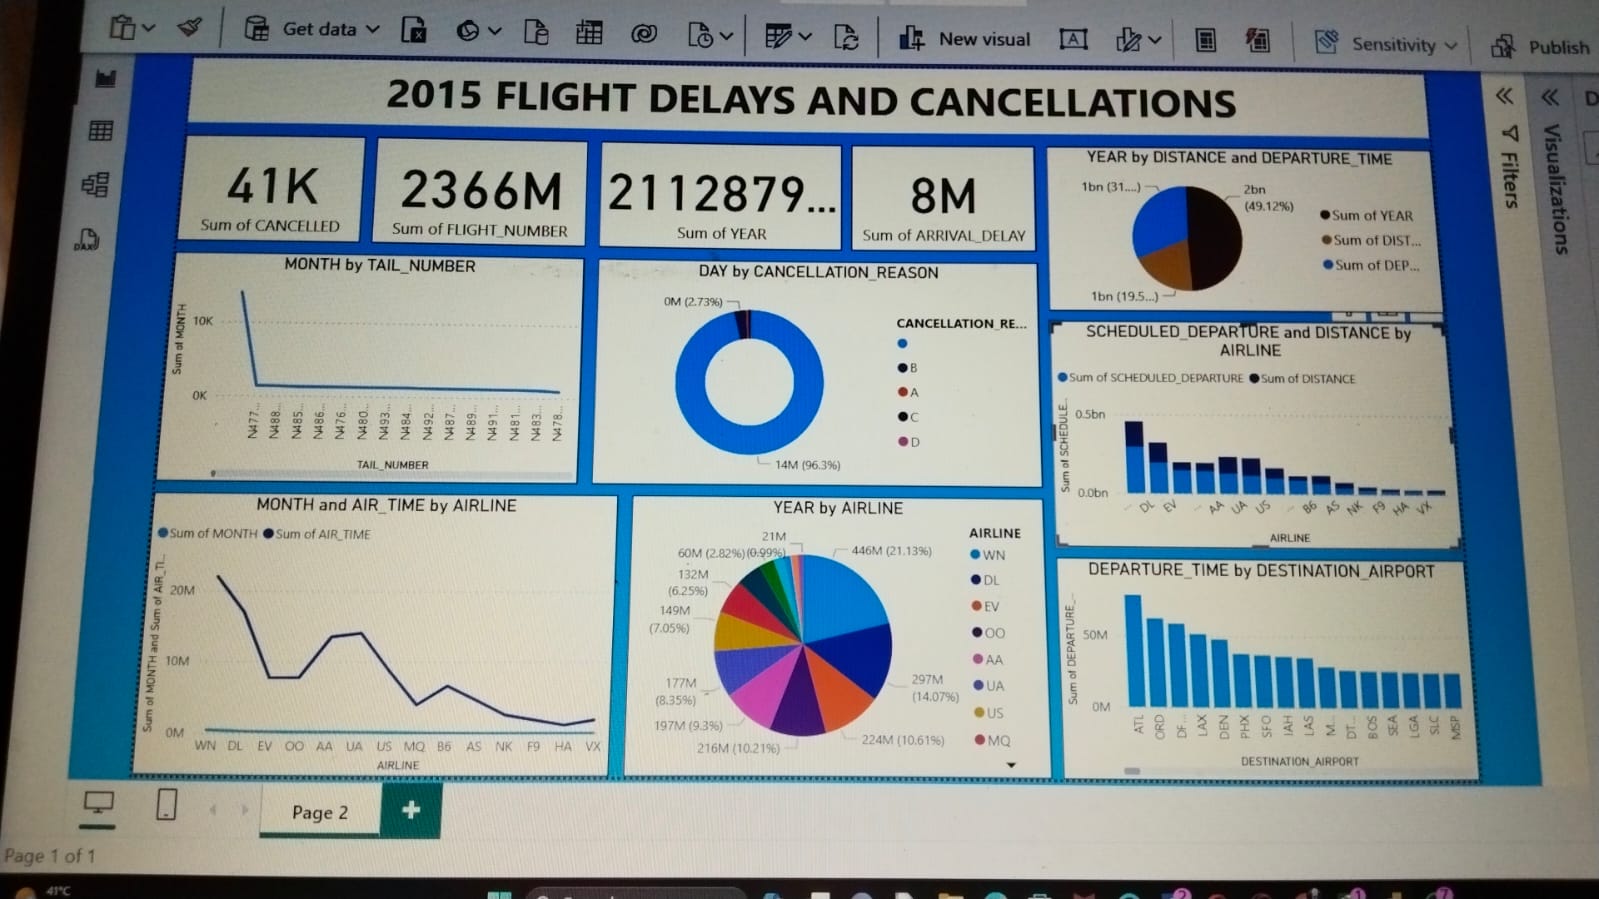 Get data
New visual
Sensitivity
Publish
2015 FLIGHT DELAYS AND CANCELLATIONS
41K
Sum of CANCELLED
2366M
Sum of FLIGHT_NUMBER
2112879...
Sum of YEAR
8M
Sum of ARRIVAL_DELAY
YEAR by DISTANCE and DEPARTURE_TIME
1bn (31....)
2bn
(49.12%)
1bn (19.5...)
Sum of YEAR
Sum of DIST...
Sum of DEP...
Filters
Visualizations
D
MONTH by TAIL_NUMBER
Sum of MONTH
10K
0K
N477...
N488...
N485...
N486...
N476...
N480...
N493...
N484...
N492...
N487...
N489...
N491...
N481...
N483...
N478...
TAIL_NUMBER
DAY by CANCELLATION_REASON
0M (2.73%)
14M (96.3%)
CANCELLATION_RE...
B
A
C
D
SCHEDULED_DEPARTURE and DISTANCE by
AIRLINE
Sum of SCHEDULED_DEPARTURE Sum of DISTANCE
Sum of SCHEDULE...
0.5bn
0.0bn
... DL EV ... AA UA US ... B6 AS NK F9 HA VX
AIRLINE
MONTH and AIR_TIME by AIRLINE
Sum of MONTH Sum of AIR_TIME
Sum of MONTH and Sum of AIR_TI...
20M
10M
0M
WN DL EV OO AA UA US MQ B6 AS NK F9 HA VX
AIRLINE
YEAR by AIRLINE
21M
(0.99%)
60M (2.82%)
132M
(6.25%)
149M
(7.05%)
177M
(8.35%)
197M (9.3%)
216M (10.21%)
446M (21.13%)
297M
(14.07%)
224M (10.61%)
AIRLINE
WN
DL
EV
OO
AA
UA
US
MQ
DEPARTURE_TIME by DESTINATION_AIRPORT
Sum of DEPARTURE_...
50M
0M
ATL
ORD
DF...
LAX
DEN
PHX
SFO
IAH
LAS
M...
DT...
BOS
SEA
LGA
SLC
MSP
DESTINATION_AIRPORT
Page 2
+
Page 1 of 1
41°C